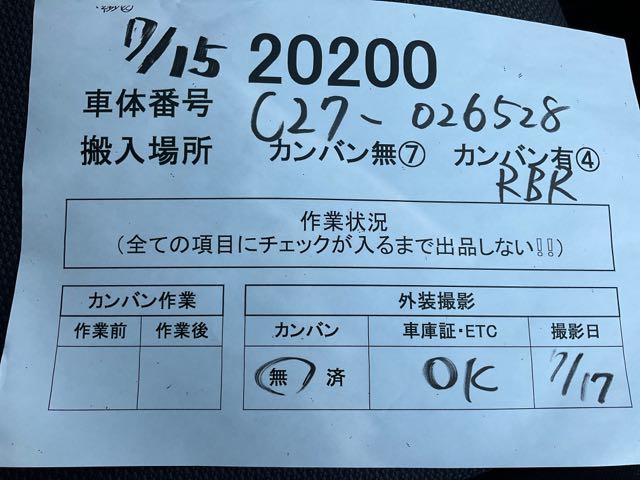 7/15 20200
車体番号 C27-026528
搬入場所 カンバン無⑦ カンバン有④
RBR
作業状況
(全ての項目にチェックが入るまで出品しない!!)
カンバン作業 外装撮影
作業前 作業後 カンバン 車庫証・ETC 撮影日
無 済 OK 7/17